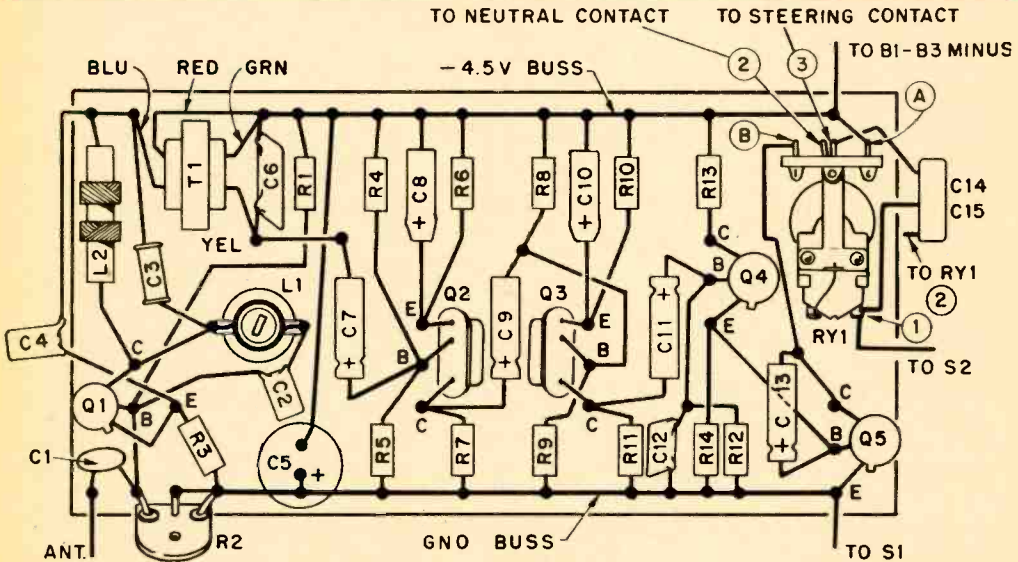 TO NEUTRAL CONTACT
TO STEERING CONTACT
BLU
RED
GRN
-4.5V BUSS
2
3
TO B1-B3 MINUS
A
B
T1
C6
R1
R4
+ C8
R6
R8
+ C10
R10
R13
C14
C15
L2
C3
YEL
L1
C
E
Q2
Q3
E
B
Q4
TO RY1
2
C4
C7
+
B
C9
+
B
C11
+
E
RY1
1
TO S2
C
Q1
B
E
C2
C
C
C13
+
C
B
Q5
C1
R3
C5
+
R5
R7
R9
R11
C12
R14
R12
E
ANT.
R2
GND BUSS
TO S1